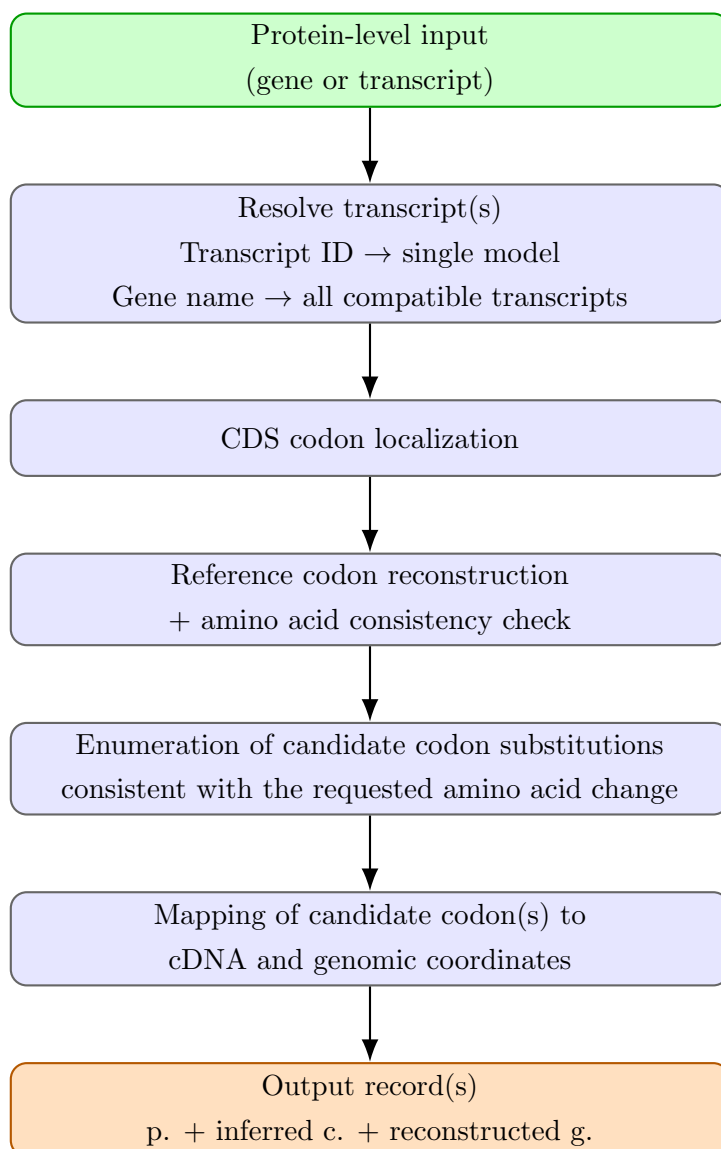 Protein-level input
(gene or transcript)
Resolve transcript(s)
Transcript ID → single model
Gene name → all compatible transcripts
CDS codon localization
Reference codon reconstruction
+ amino acid consistency check
Enumeration of candidate codon substitutions
consistent with the requested amino acid change
Mapping of candidate codon(s) to
cDNA and genomic coordinates
Output record(s)
p. + inferred c. + reconstructed g.